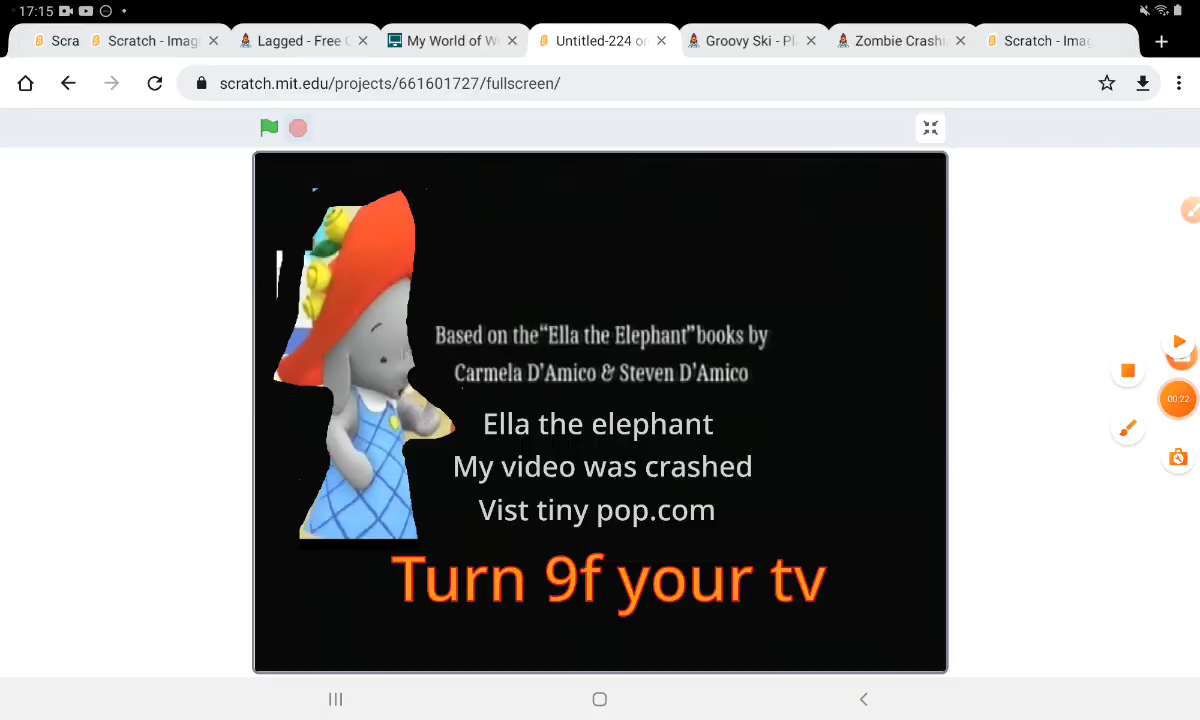 17:15
Scra
Scratch - Imagi
Lagged - Free G
My World of W
Untitled-224 on
Groovy Ski - Pl
Zombie Crashi
Scratch - Imag
scratch.mit.edu/projects/661601727/fullscreen/
Based on the "Ella the Elephant" books by
Carmela D'Amico & Steven D'Amico
Ella the elephant
My video was crashed
Vist tiny pop.com
Turn 9f your tv
00:22